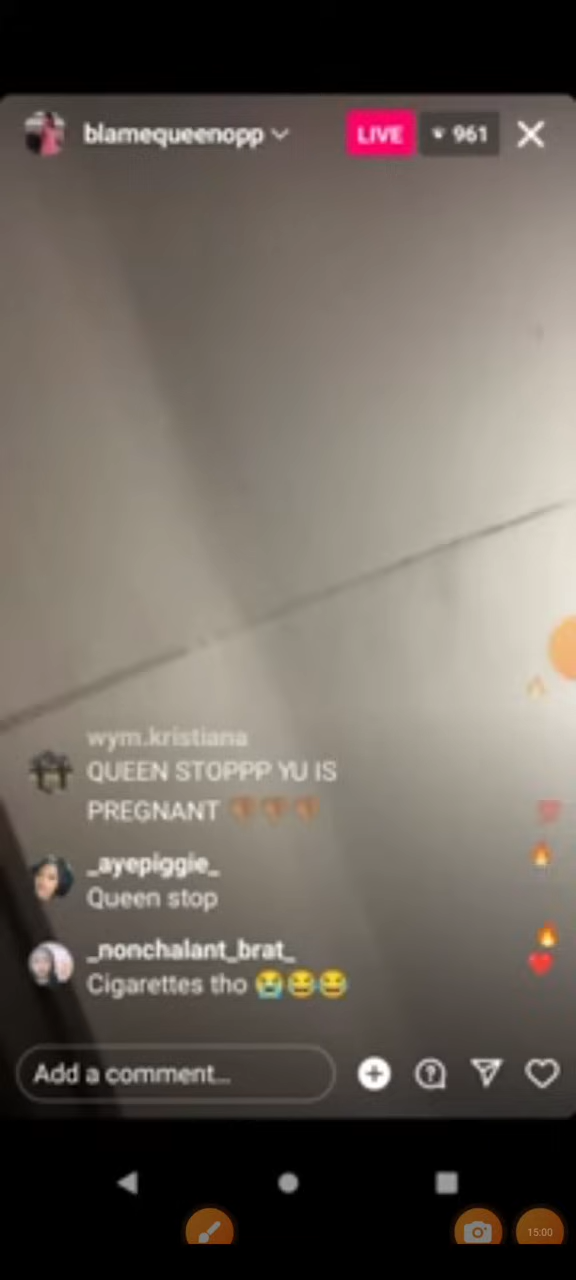 blamequeenopp
LIVE
961
wym.kristiana
QUEEN STOPPP YU IS
PREGNANT 👎🏾👎🏾👎🏾
_ayepiggie_
Queen stop
_nonchalant_brat_
Cigarettes tho 😭😆😆
Add a comment...
15:00